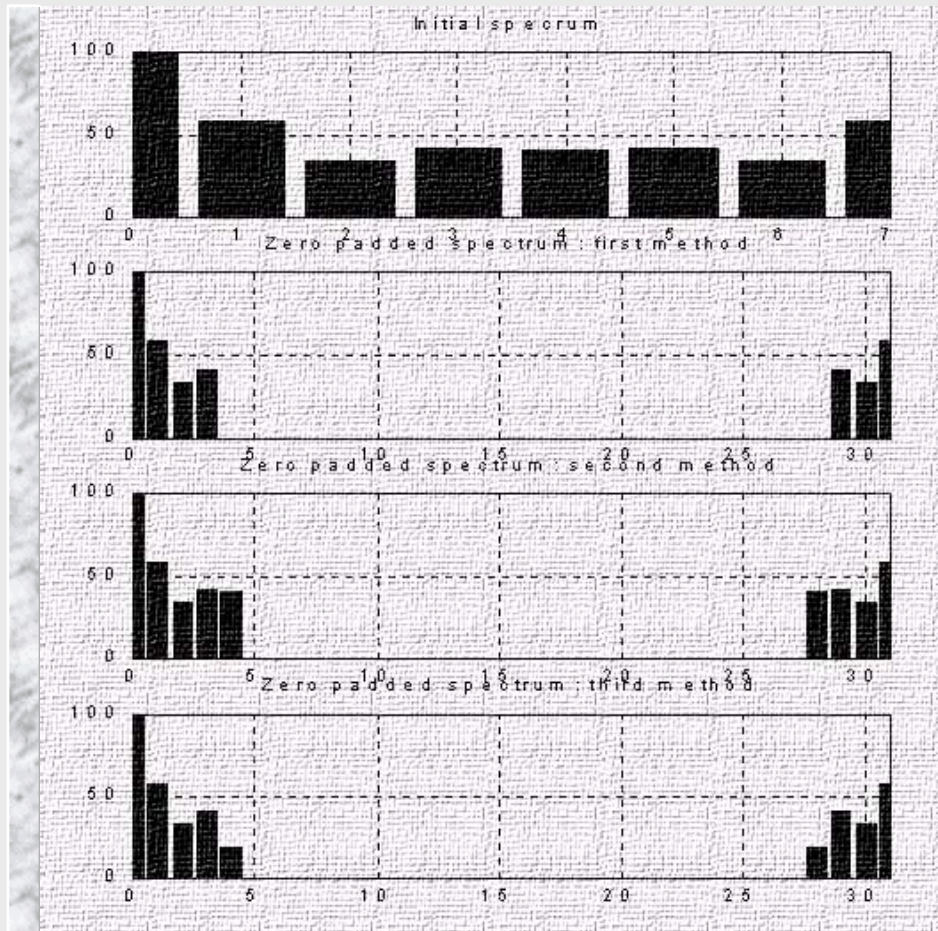 Initial specrum
100
50
0
0 1 2 3 4 5 6 7
Zero padded spectrum : first method
100
50
0
0 5 10 15 20 25 30
Zero padded spectrum : second method
100
50
0
0 5 10 15 20 25 30
Zero padded spectrum : third method
100
50
0
0 5 10 15 20 25 30